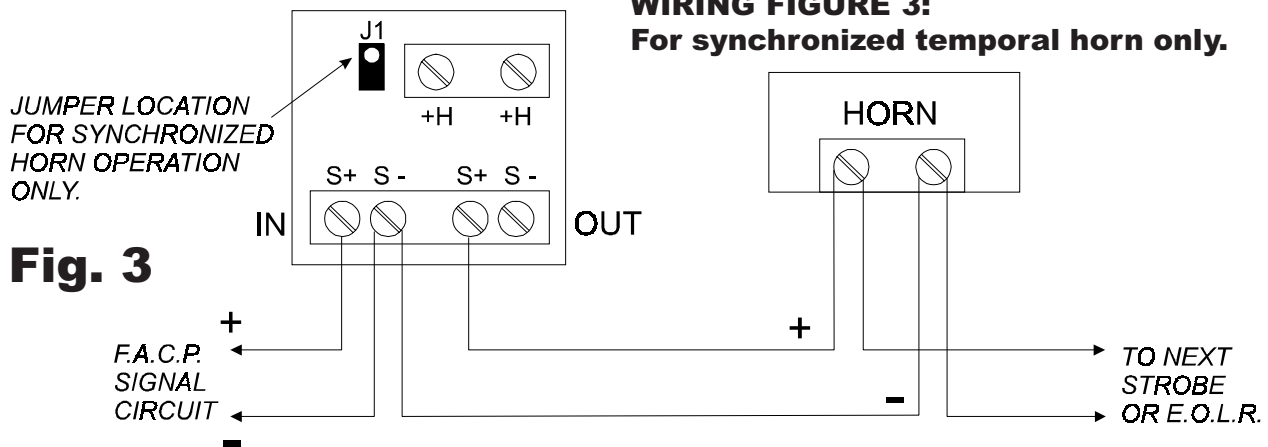 WIRING FIGURE 3:
For synchronized temporal horn only.
J1
JUMPER LOCATION
FOR SYNCHRONIZED
HORN OPERATION
ONLY.
+H +H
HORN
S+ S - S+ S -
IN OUT
Fig. 3
+
F.A.C.P.
SIGNAL
CIRCUIT
-
+
-
TO NEXT
STROBE
OR E.O.L.R.